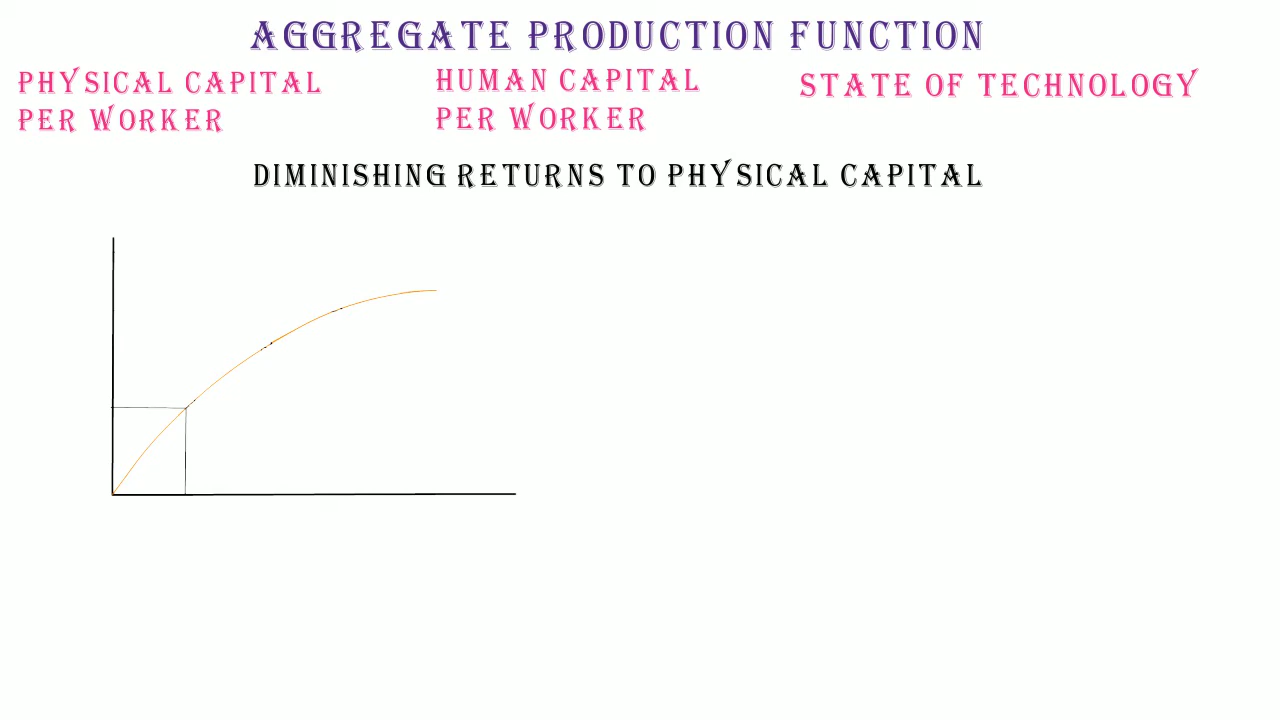 AGGREGATE PRODUCTION FUNCTION
PHYSICAL CAPITAL
PER WORKER
HUMAN CAPITAL
PER WORKER
STATE OF TECHNOLOGY
DIMINISHING RETURNS TO PHYSICAL CAPITAL